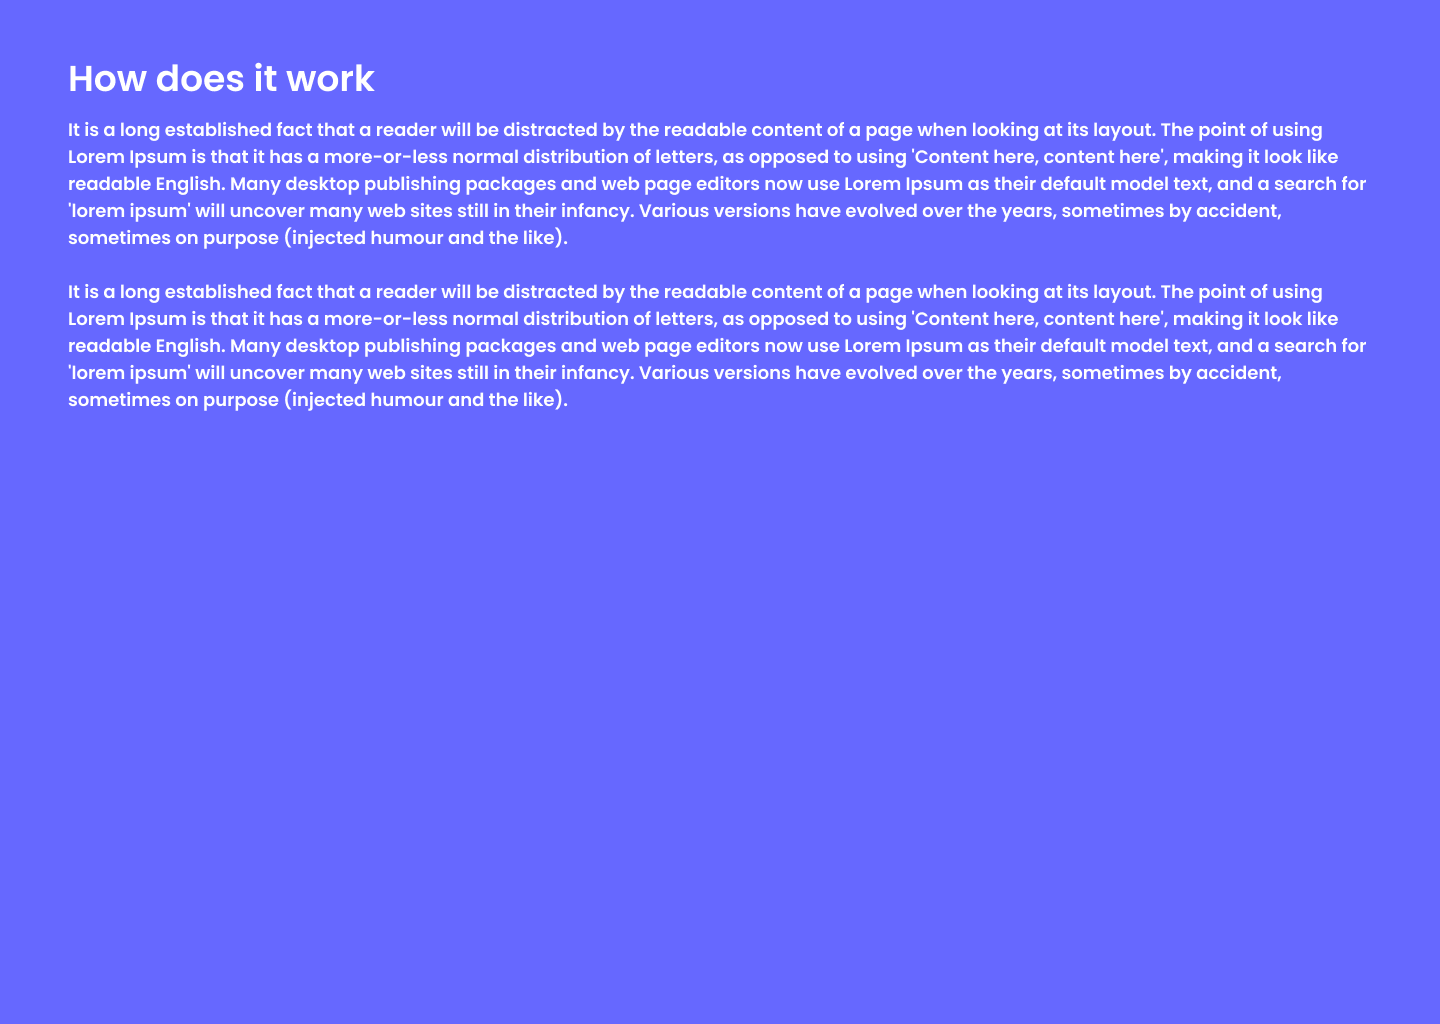 How does it work
It is a long established fact that a reader will be distracted by the readable content of a page when looking at its layout. The point of using
Lorem Ipsum is that it has a more-or-less normal distribution of letters, as opposed to using 'Content here, content here', making it look like
readable English. Many desktop publishing packages and web page editors now use Lorem Ipsum as their default model text, and a search for
'lorem ipsum' will uncover many web sites still in their infancy. Various versions have evolved over the years, sometimes by accident,
sometimes on purpose (injected humour and the like).
It is a long established fact that a reader will be distracted by the readable content of a page when looking at its layout. The point of using
Lorem Ipsum is that it has a more-or-less normal distribution of letters, as opposed to using 'Content here, content here', making it look like
readable English. Many desktop publishing packages and web page editors now use Lorem Ipsum as their default model text, and a search for
'lorem ipsum' will uncover many web sites still in their infancy. Various versions have evolved over the years, sometimes by accident,
sometimes on purpose (injected humour and the like).